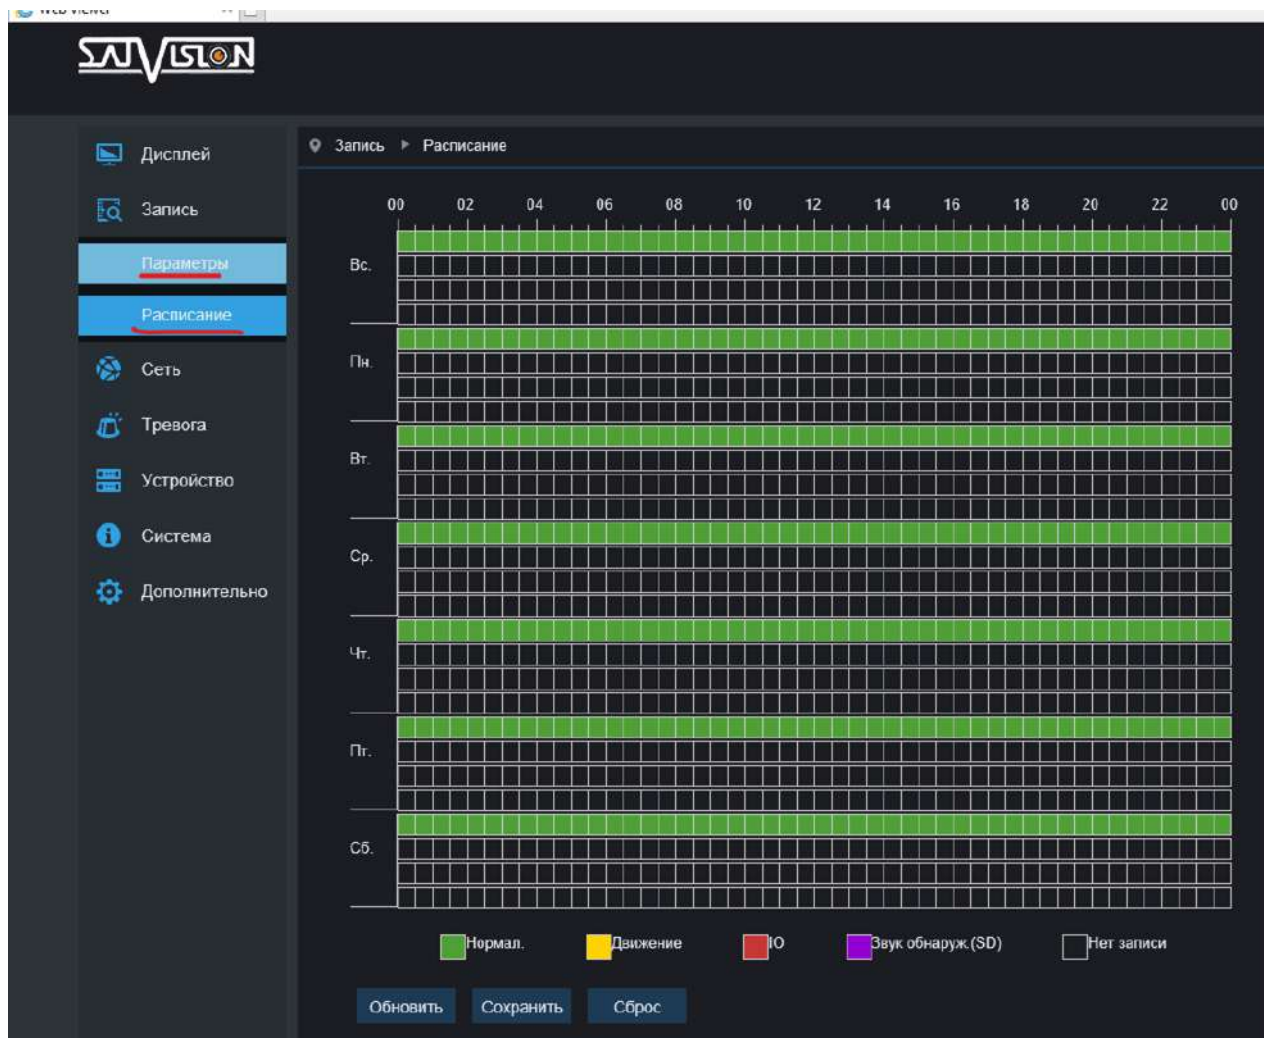 Web Viewer
SATVISION
Дисплей
Запись
Параметры
Расписание
Сеть
Тревога
Устройство
Система
Дополнительно
Запись Расписание
00 02 04 06 08 10 12 14 16 18 20 22 00
Вс.
Пн.
Вт.
Ср.
Чт.
Пт.
Сб.
Нормал. Движение IO Звук обнаруж.(SD) Нет записи
Обновить Сохранить Сброс